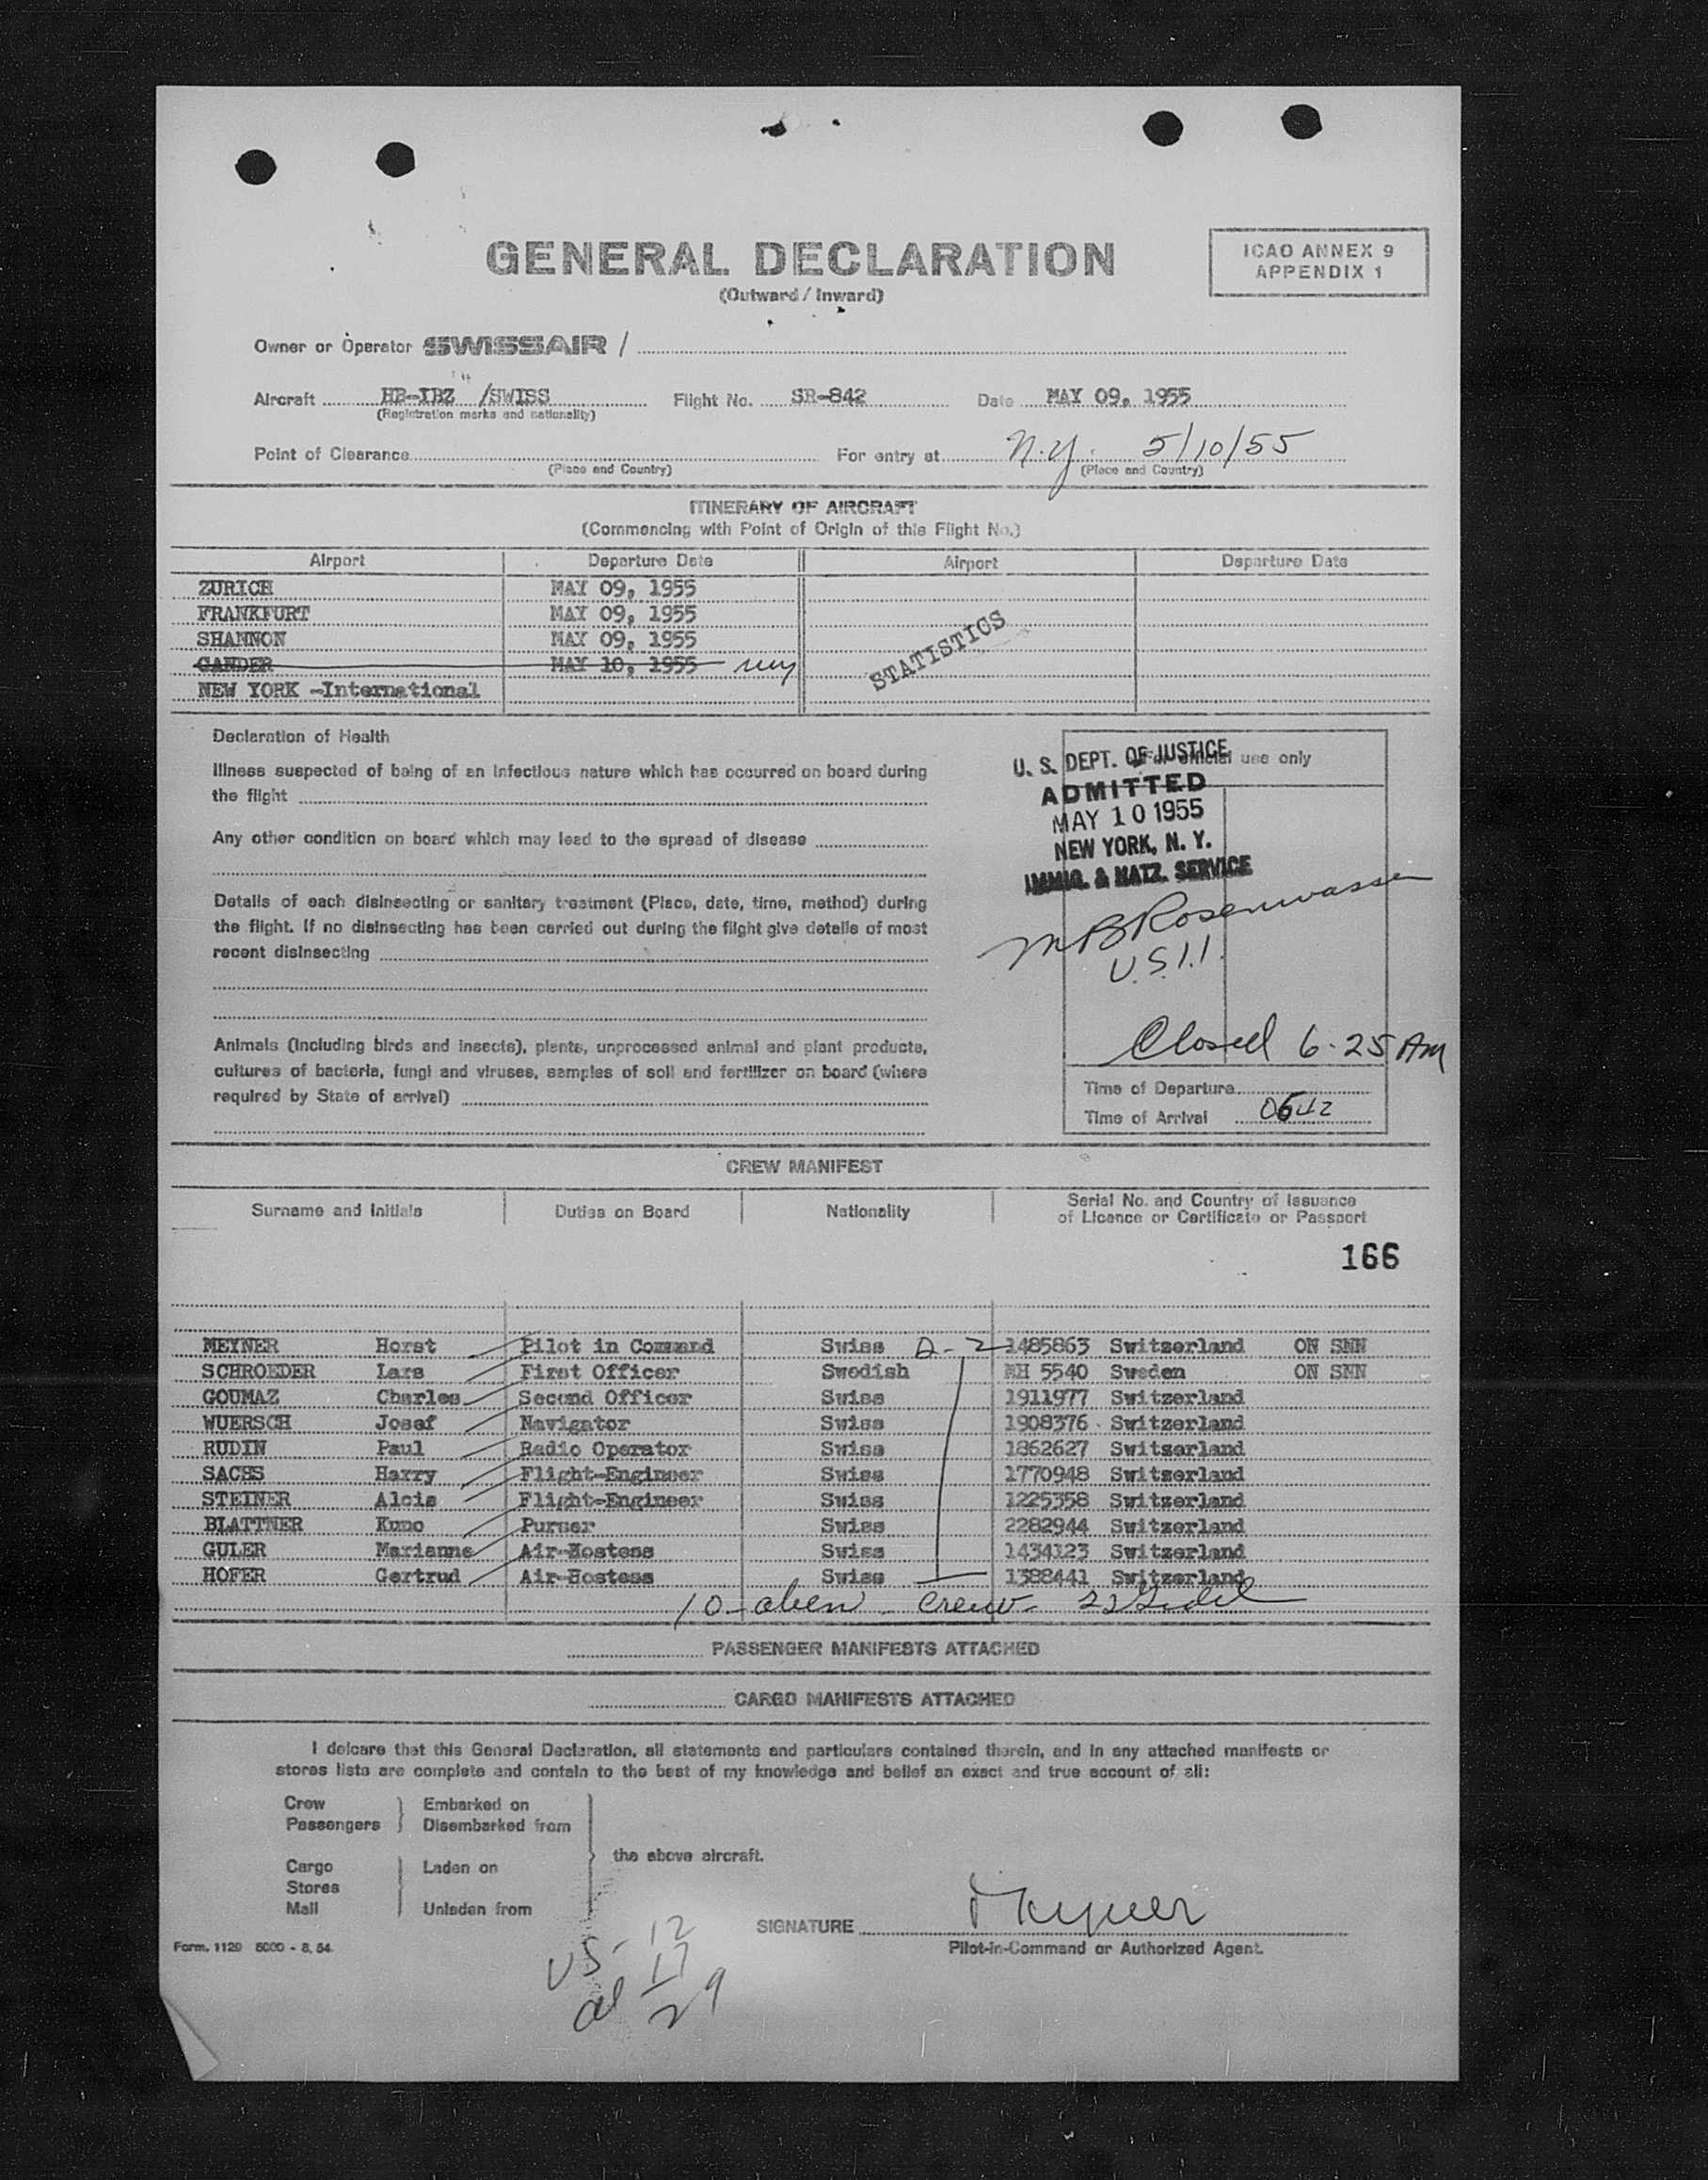 GENERAL DECLARATION
(Outward / Inward)
ICAO ANNEX 9
APPENDIX 1
Owner or Operator SWISSAIR /
Aircraft HB-IBZ /SWISS Flight No. SR-842 Date MAY 09, 1955
(Registration marks and nationality)
Point of Clearance For entry at N.Y. 5/10/55
(Place and Country) (Place and Country)
ITINERARY OF AIRCRAFT
(Commencing with Point of Origin of this Flight No.)
Airport Departure Date Airport Departure Date
ZURICH MAY 09, 1955
FRANKFURT MAY 09, 1955
SHANNON MAY 09, 1955
GANDER MAY 10, 1955
NEW YORK -International
STATISTICS
Declaration of Health
Illness suspected of being of an infectious nature which has occurred on board during
the flight
Any other condition on board which may lead to the spread of disease
Details of each disinsecting or sanitary treatment (Place, date, time, method) during
the flight. If no disinsecting has been carried out during the flight give details of most
recent disinsecting
Animals (including birds and insects), plants, unprocessed animal and plant products,
cultures of bacteria, fungi and viruses, samples of soil and fertilizer on board (where
required by State of arrival)
For official use only
U. S. DEPT. OF JUSTICE
ADMITTED
MAY 10 1955
NEW YORK, N. Y.
IMMIG. & NATZ. SERVICE
MB Rosenwasser
U.S.I.I.
Closed 6-25 AM
Time of Departure
Time of Arrival
CREW MANIFEST
Surname and Initials Duties on Board Nationality Serial No. and Country of Issuance
of Licence or Certificate or Passport
166
MEYNER Horst Pilot in Command Swiss D-2 1485863 Switzerland ON SNN
SCHROEDER Lars First Officer Swedish MH 5540 Sweden ON SNN
GOUMAZ Charles Second Officer Swiss 1911977 Switzerland
WUERSCH Josef Navigator Swiss 1908376 Switzerland
RUDIN Paul Radio Operator Swiss 1862627 Switzerland
SACHS Harry Flight-Engineer Swiss 1770948 Switzerland
STEINER Alois Flight-Engineer Swiss 1225358 Switzerland
BLATTNER Kuno Purser Swiss 2282944 Switzerland
GULER Marianne Air-Hostess Swiss 1434123 Switzerland
HOFER Gertrud Air-Hostess Swiss 1388441 Switzerland
10 - alien - crew -
PASSENGER MANIFESTS ATTACHED
CARGO MANIFESTS ATTACHED
I delcare that this General Declaration, all statements and particulars contained therein, and in any attached manifests or
stores lists are complete and contain to the best of my knowledge and belief an exact and true account of all:
Crew Embarked on
Passengers Disembarked from
the above aircraft.
Cargo Laden on
Stores
Mail Unladen from
SIGNATURE Meyner
Pilot-in-Command or Authorized Agent.
Form. 1129 5000 - 8. 54.
US - 12
al 17
29